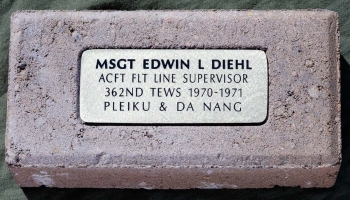 MSGT EDWIN L DIEHL
ACFT FLT LINE SUPERVISOR
362ND TEWS 1970-1971
PLEIKU & DA NANG